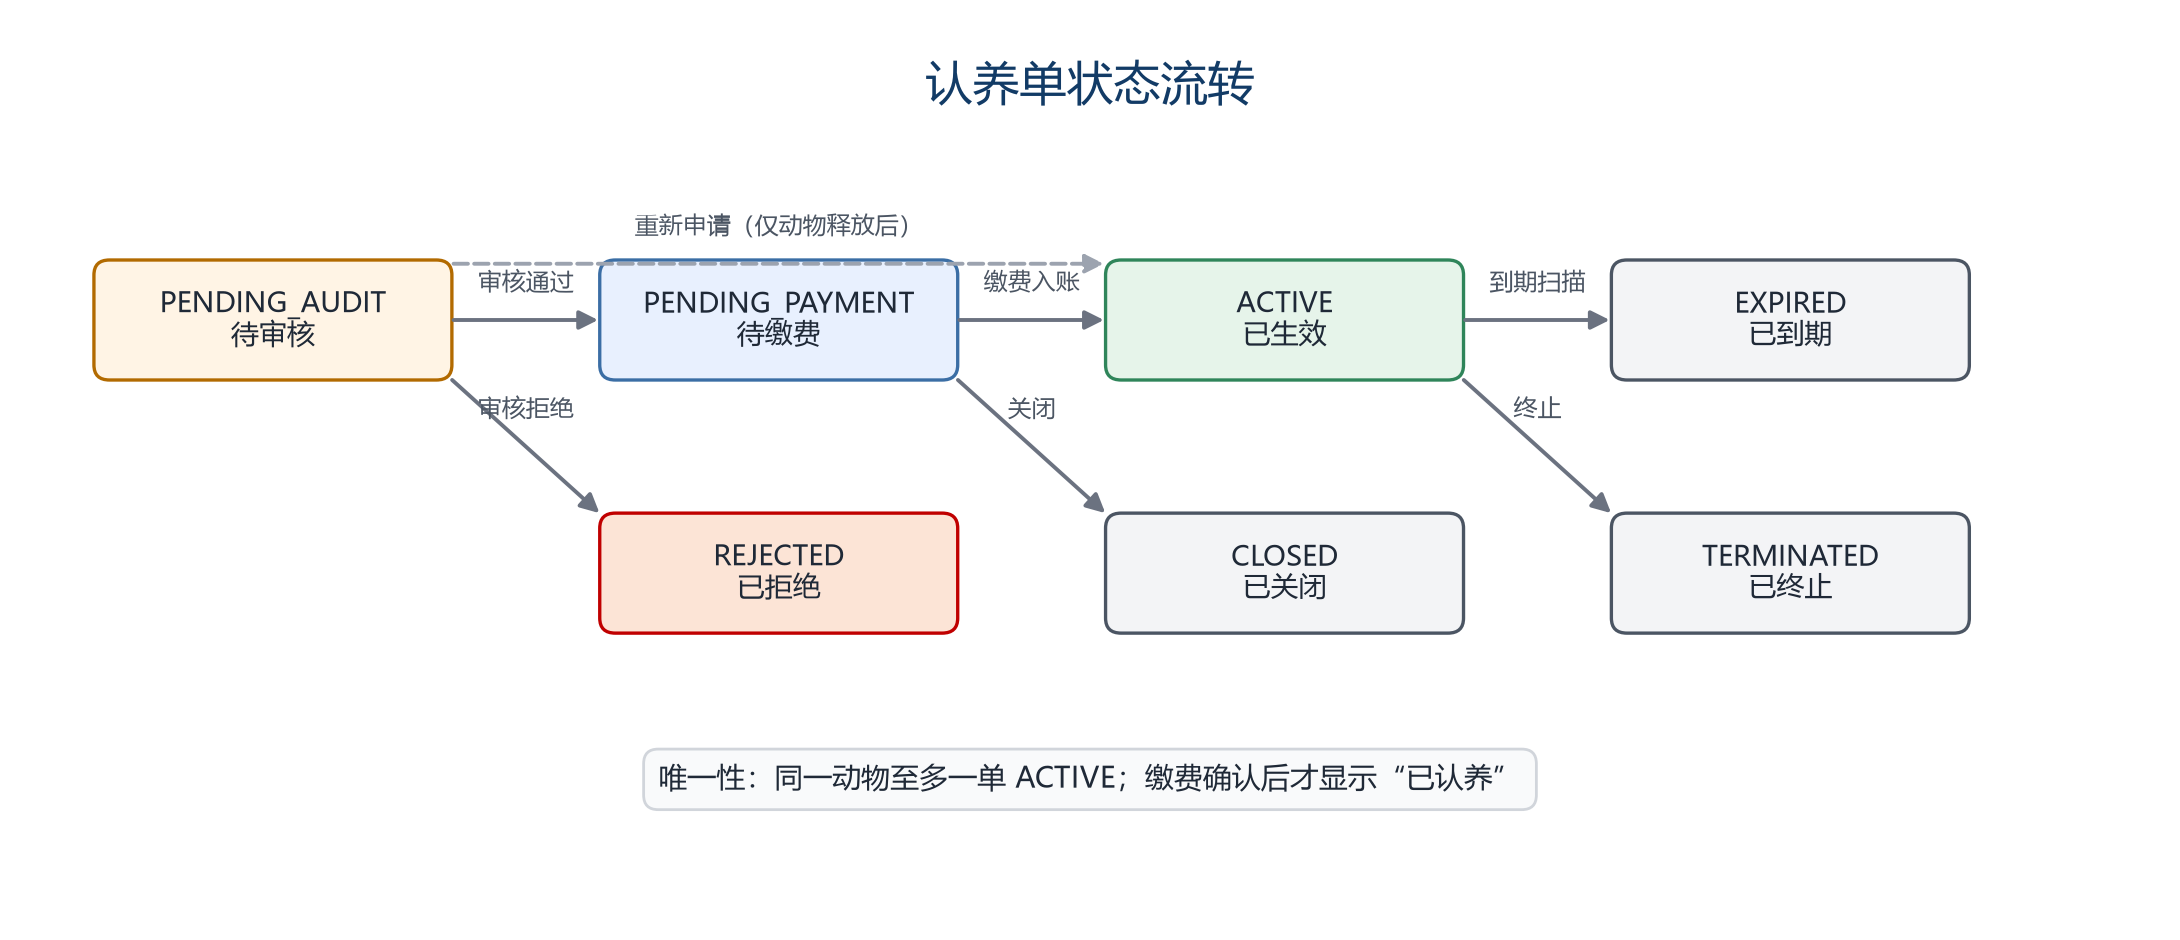 认养单状态流转
重新申请（仅动物释放后）
审核通过
缴费入账
到期扫描
PENDING_AUDIT
待审核
PENDING_PAYMENT
待缴费
ACTIVE
已生效
EXPIRED
已到期
审核拒绝
关闭
终止
REJECTED
已拒绝
CLOSED
已关闭
TERMINATED
已终止
唯一性：同一动物至多一单 ACTIVE；缴费确认后才显示“已认养”